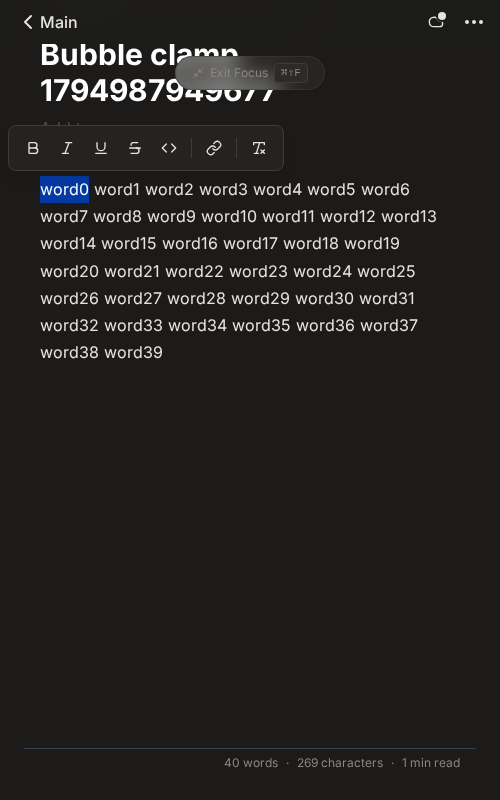 Main
Bubble clamp
Exit Focus ⌘⇧F
1794987949677
word0 word1 word2 word3 word4 word5 word6
word7 word8 word9 word10 word11 word12 word13
word14 word15 word16 word17 word18 word19
word20 word21 word22 word23 word24 word25
word26 word27 word28 word29 word30 word31
word32 word33 word34 word35 word36 word37
word38 word39
40 words · 269 characters · 1 min read